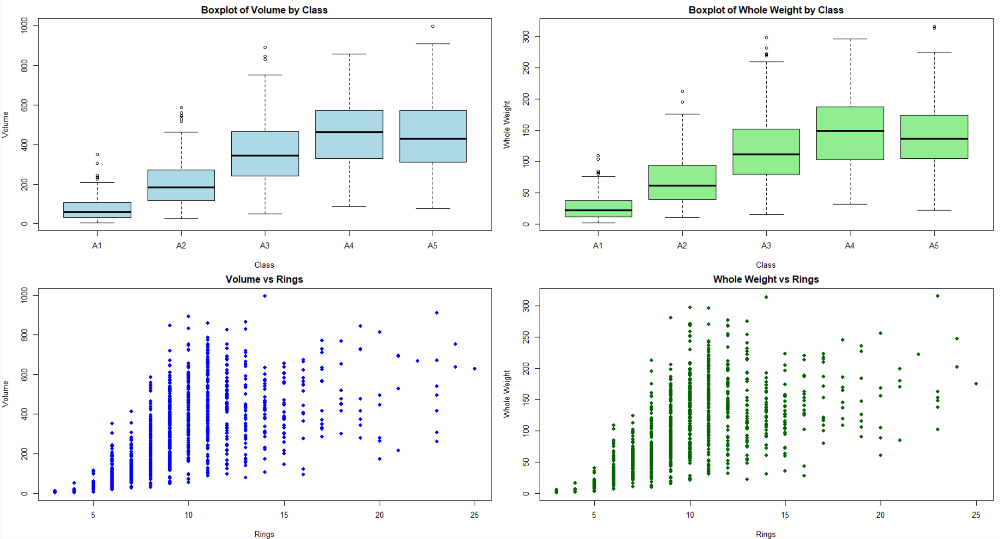 Boxplot of Volume by Class
Volume
0 200 400 600 800 1000
A1 A2 A3 A4 A5
Class
Boxplot of Whole Weight by Class
Whole Weight
0 50 100 150 200 250 300
A1 A2 A3 A4 A5
Class
Volume vs Rings
Volume
0 200 400 600 800 1000
5 10 15 20 25
Rings
Whole Weight vs Rings
Whole Weight
0 50 100 150 200 250 300
5 10 15 20 25
Rings